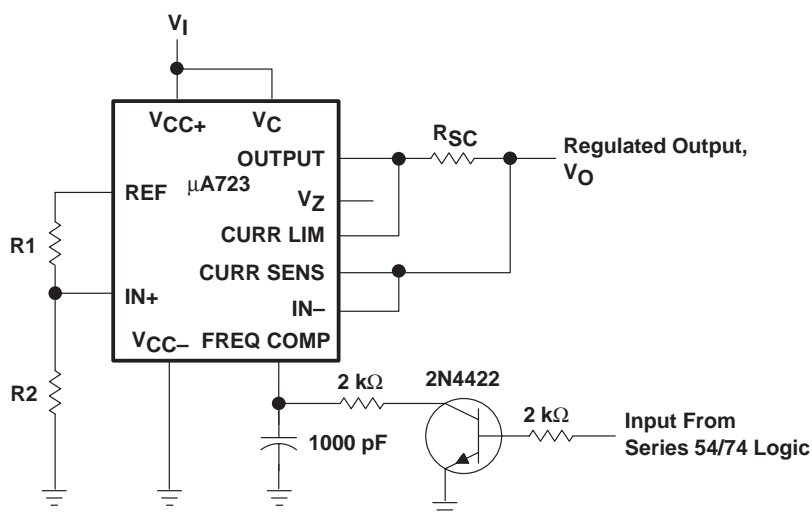 VI
VCC+
VC
RSC
OUTPUT
Regulated Output,
VO
REF
μA723
VZ
R1
CURR LIM
CURR SENS
IN+
IN–
VCC–
FREQ COMP
R2
2 kΩ
2N4422
2 kΩ
1000 pF
Input From
Series 54/74 Logic